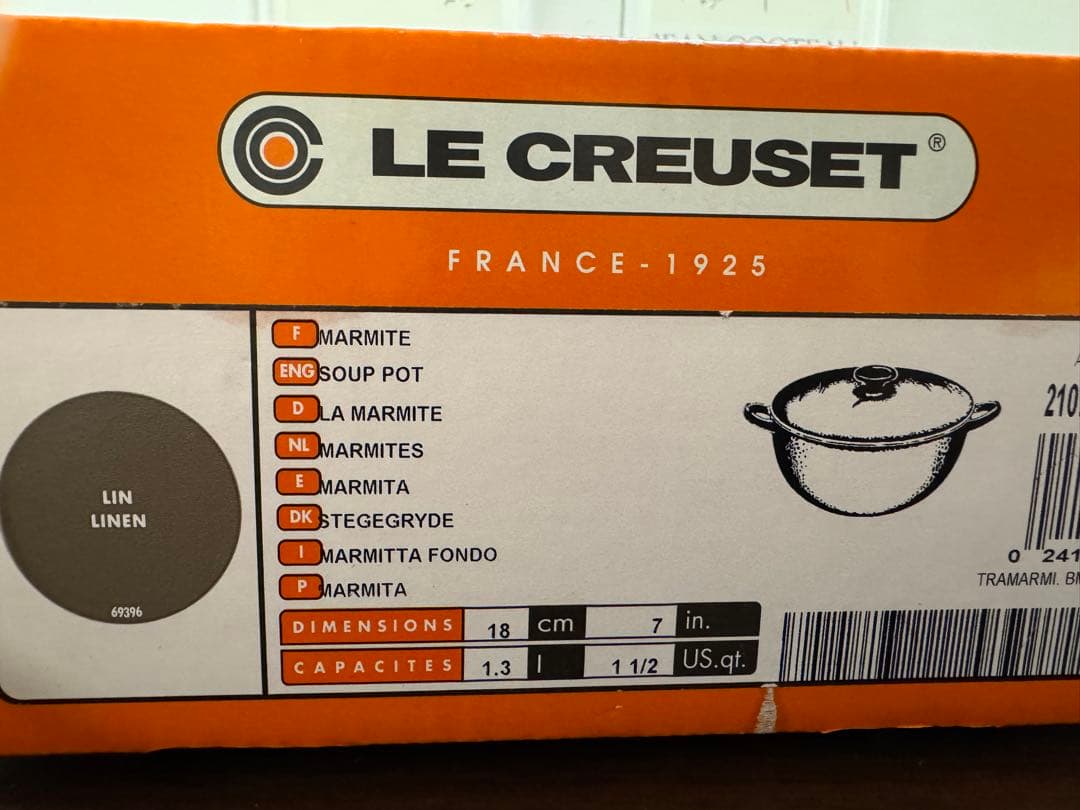 LE CREUSET®
FRANCE-1925
F MARMITE
ENG SOUP POT
D LA MARMITE
NL MARMITES
E MARMITA
DK STEGEGRYDE
I MARMITTA FONDO
P MARMITA
LIN
LINEN
69396
DIMENSIONS 18 cm 7 in.
CAPACITES 1.3 l 1 1/2 US.qt.
210
0 241
TRAMARMI.